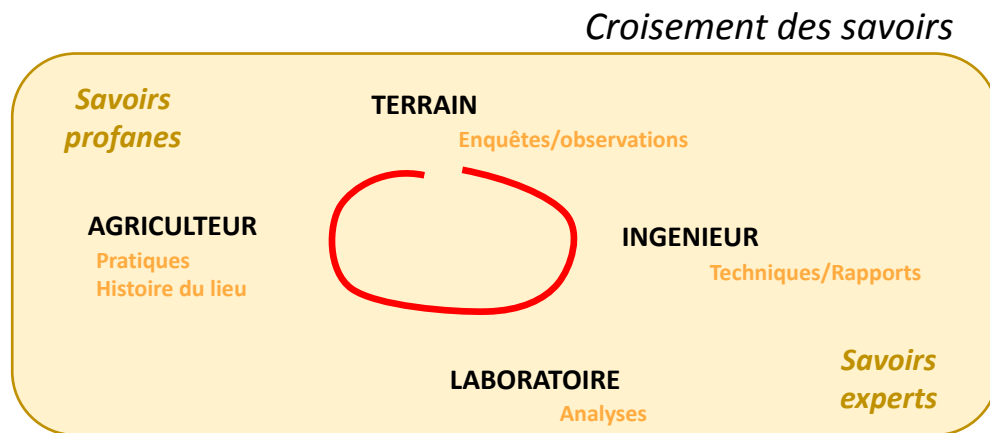 Croisement des savoirs
Savoirs
profanes
TERRAIN
Enquêtes/observations
AGRICULTEUR
Pratiques
Histoire du lieu
INGENIEUR
Techniques/Rapports
LABORATOIRE
Analyses
Savoirs
experts